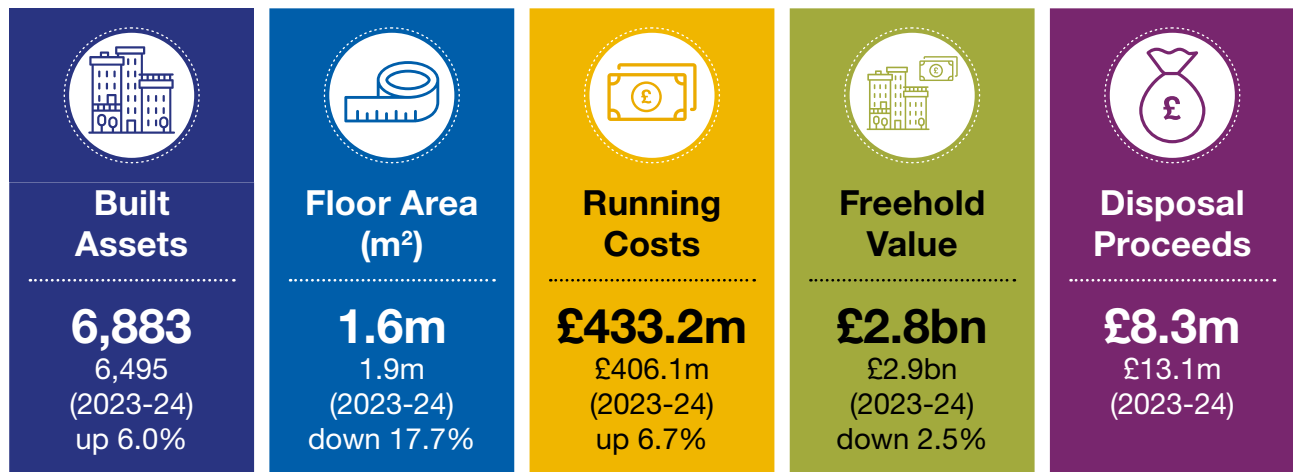 Built
Assets
6,883
6,495
(2023-24)
up 6.0%
Floor Area
(m²)
1.6m
1.9m
(2023-24)
down 17.7%
£
Running
Costs
£433.2m
£406.1m
(2023-24)
up 6.7%
£
Freehold
Value
£2.8bn
£2.9bn
(2023-24)
down 2.5%
£
Disposal
Proceeds
£8.3m
£13.1m
(2023-24)